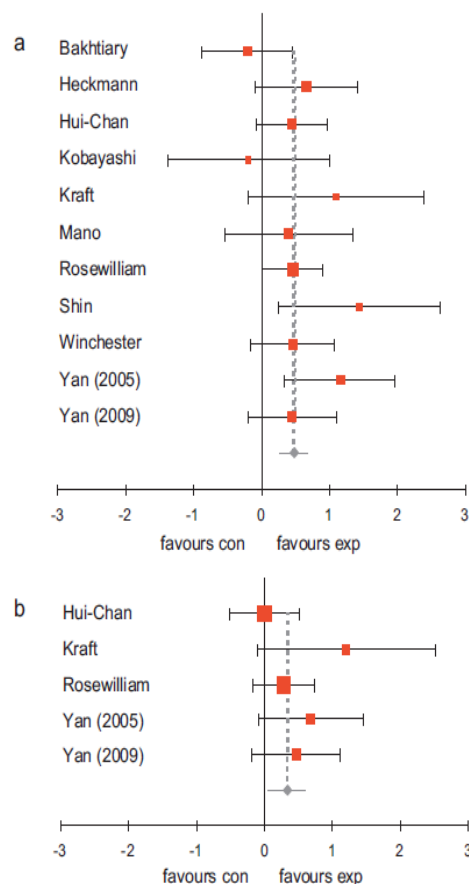 a
Bakhtiary
Heckmann
Hui-Chan
Kobayashi
Kraft
Mano
Rosewilliam
Shin
Winchester
Yan (2005)
Yan (2009)
-3 -2 -1 0 1 2 3
favours con favours exp
b
Hui-Chan
Kraft
Rosewilliam
Yan (2005)
Yan (2009)
-3 -2 -1 0 1 2 3
favours con favours exp